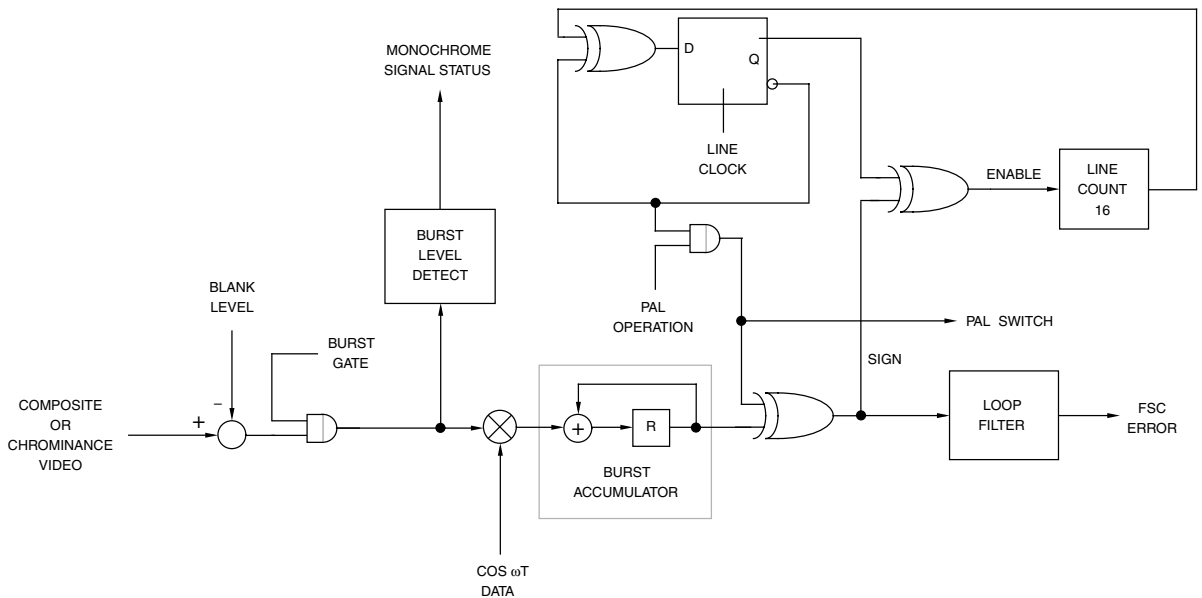 MONOCHROME
SIGNAL STATUS
D
Q
LINE
CLOCK
ENABLE
LINE
COUNT
16
BURST
LEVEL
DETECT
PAL
OPERATION
PAL SWITCH
SIGN
BLANK
LEVEL
–
BURST
GATE
COMPOSITE
OR
CHROMINANCE
VIDEO
+
+
R
BURST
ACCUMULATOR
LOOP
FILTER
FSC
ERROR
COS ωT
DATA